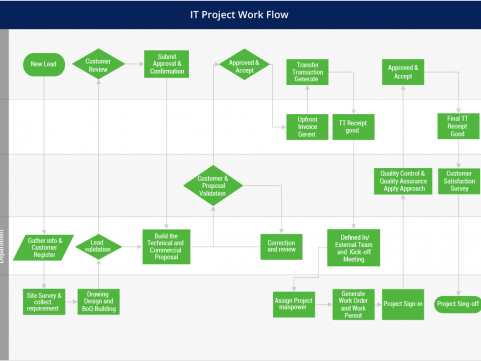 IT Project Work Flow
New Lead
Customer
Review
Submit
Approval &
Confirmation
Approved &
Accept
Transfer
Transaction
Generate
Approved &
Accept
Upfront
Invoice
Gerent
TT Receipt
good
Final TT
Receipt
Good
Customer &
Proposal
Validation
Quality Control &
Quality Assurance
Apply Approach
Customer
Satisfaction
Survey
Gather info &
Customer
Register
Lead
validation
Build the
Technical and
Commercial
Proposal
Correction
and review
Defined In/
External Team
and Kick-off
Meeting
Site Survey &
collect
requirement
Drawing
Design and
BoQ Building
Assign Project
manpower
Generate
Work Order
and Work
Permit
Project Sign-in
Project Sing-off